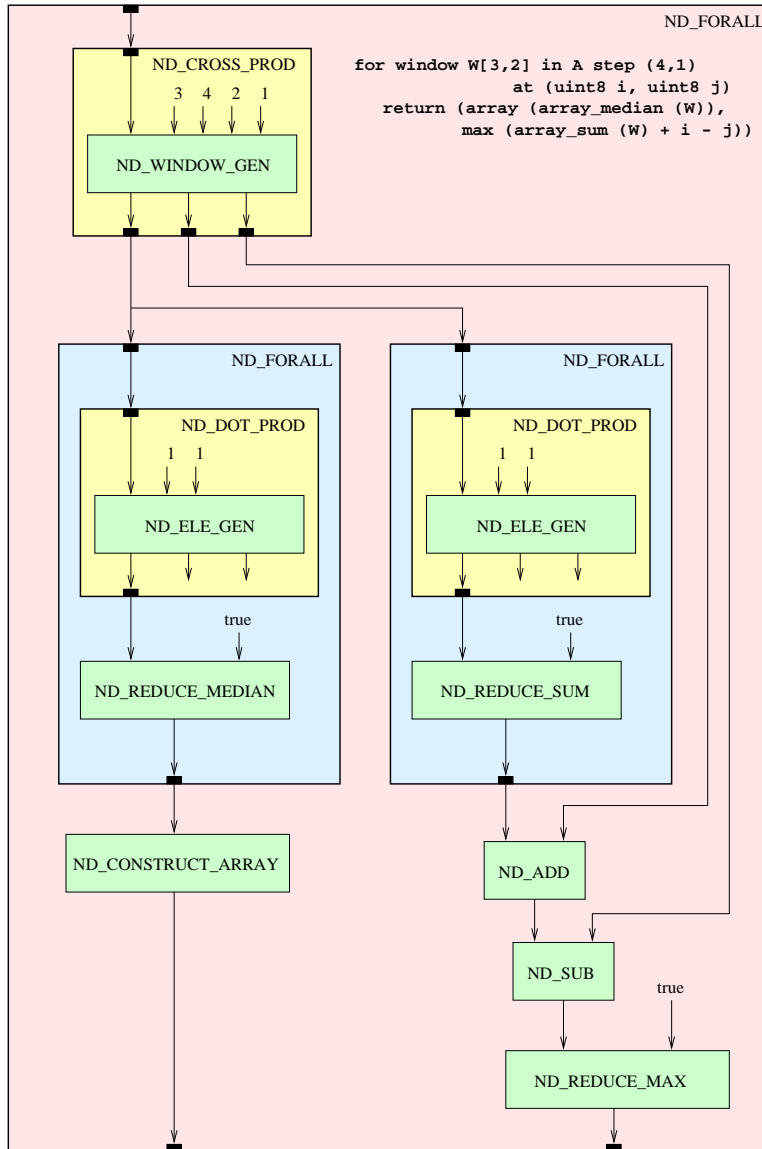 ND_FORALL
ND_CROSS_PROD
for window W[3,2] in A step (4,1)
at (uint8 i, uint8 j)
return (array (array_median (W)),
max (array_sum (W) + i - j))
3 4 2 1
ND_WINDOW_GEN
ND_FORALL
ND_FORALL
ND_DOT_PROD
ND_DOT_PROD
1 1
1 1
ND_ELE_GEN
ND_ELE_GEN
true
true
ND_REDUCE_MEDIAN
ND_REDUCE_SUM
ND_CONSTRUCT_ARRAY
ND_ADD
ND_SUB
true
ND_REDUCE_MAX